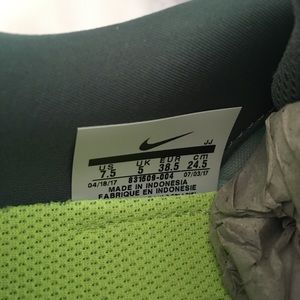 JJ
US UK EUR cm
7.5 5 38.5 24.5
04/18/17 831509-004 07/03/17
MADE IN INDONESIA
FABRIQUE EN INDONESIE